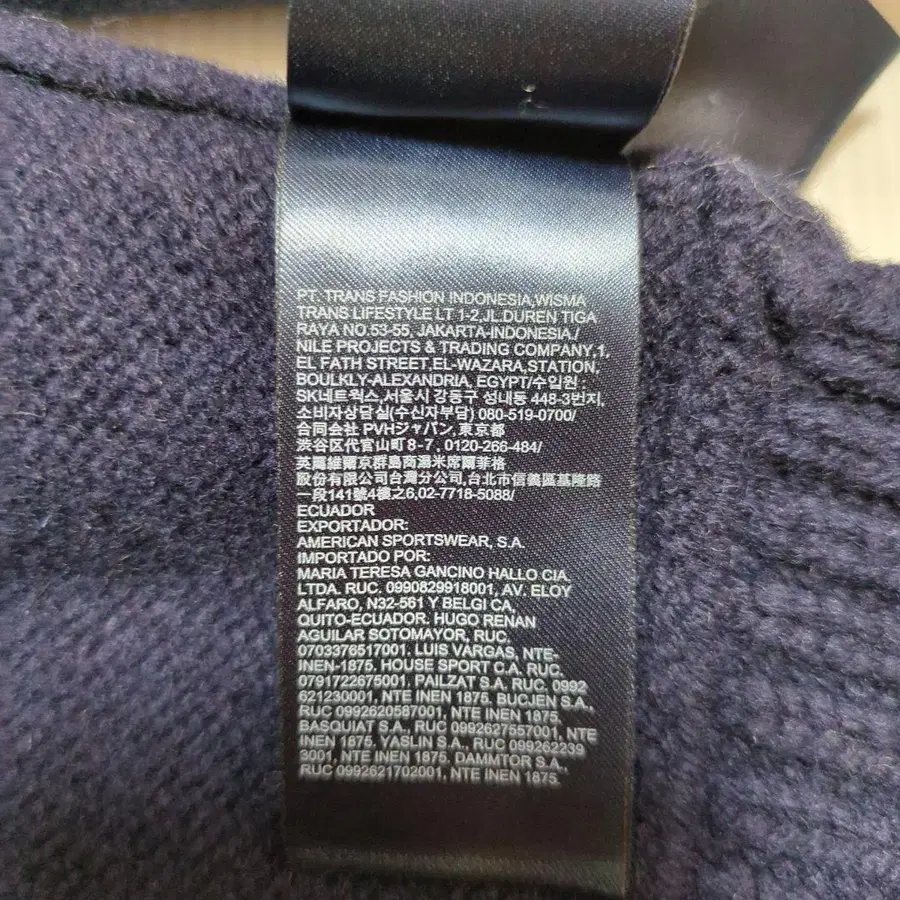 PT. TRANS FASHION INDONESIA,WISMA
TRANS LIFESTYLE LT 1-2,JL.DUREN TIGA
RAYA NO.53-55, JAKARTA-INDONESIA./
NILE PROJECTS & TRADING COMPANY,1,
EL FATH STREET,EL-WAZARA,STATION,
BOULKLY-ALEXANDRIA, EGYPT/수입원 :
SK네트웍스,서울시 강동구 성내동 448-3번지,
소비자상담실(수신자부담) 080-519-0700/
合同会社 PVHジャパン,東京都
渋谷区代官山町8-7, 0120-266-484/
英屬維爾京群島商湯米席爾菲格
股份有限公司台灣分公司,台北市信義區基隆路
一段141號4樓之6,02-7718-5088/
ECUADOR
EXPORTADOR:
AMERICAN SPORTSWEAR, S.A.
IMPORTADO POR:
MARIA TERESA GANCINO HALLO CIA.
LTDA. RUC. 0990829918001, AV. ELOY
ALFARO, N32-561 Y BELGI CA,
QUITO-ECUADOR. HUGO RENAN
AGUILAR SOTOMAYOR, RUC.
0703376517001. LUIS VARGAS, NTE-
INEN-1875. HOUSE SPORT C.A. RUC.
0791722675001, PAILZAT S.A. RUC. 0992
621230001, NTE INEN 1875. BUCJEN S.A.,
RUC 0992620587001, NTE INEN 1875.
BASQUIAT S.A., RUC 0992627557001, NTE
INEN 1875. YASLIN S.A., RUC 099262239
3001, NTE INEN 1875. DAMMTOR S.A.,
RUC 0992621702001, NTE INEN 1875.